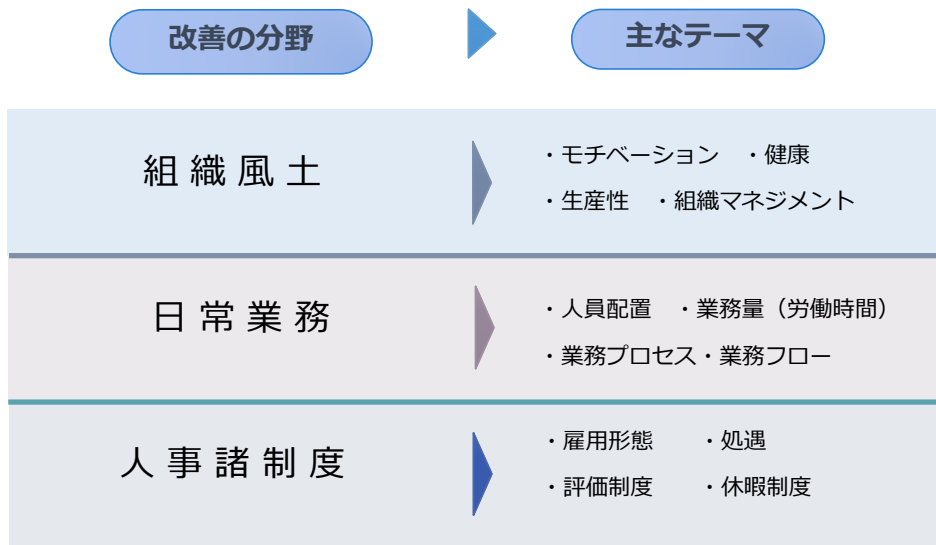 改善の分野
主なテーマ
組織風土
・モチベーション ・健康
・生産性 ・組織マネジメント
日常業務
・人員配置 ・業務量（労働時間）
・業務プロセス・業務フロー
人事諸制度
・雇用形態 ・処遇
・評価制度 ・休暇制度